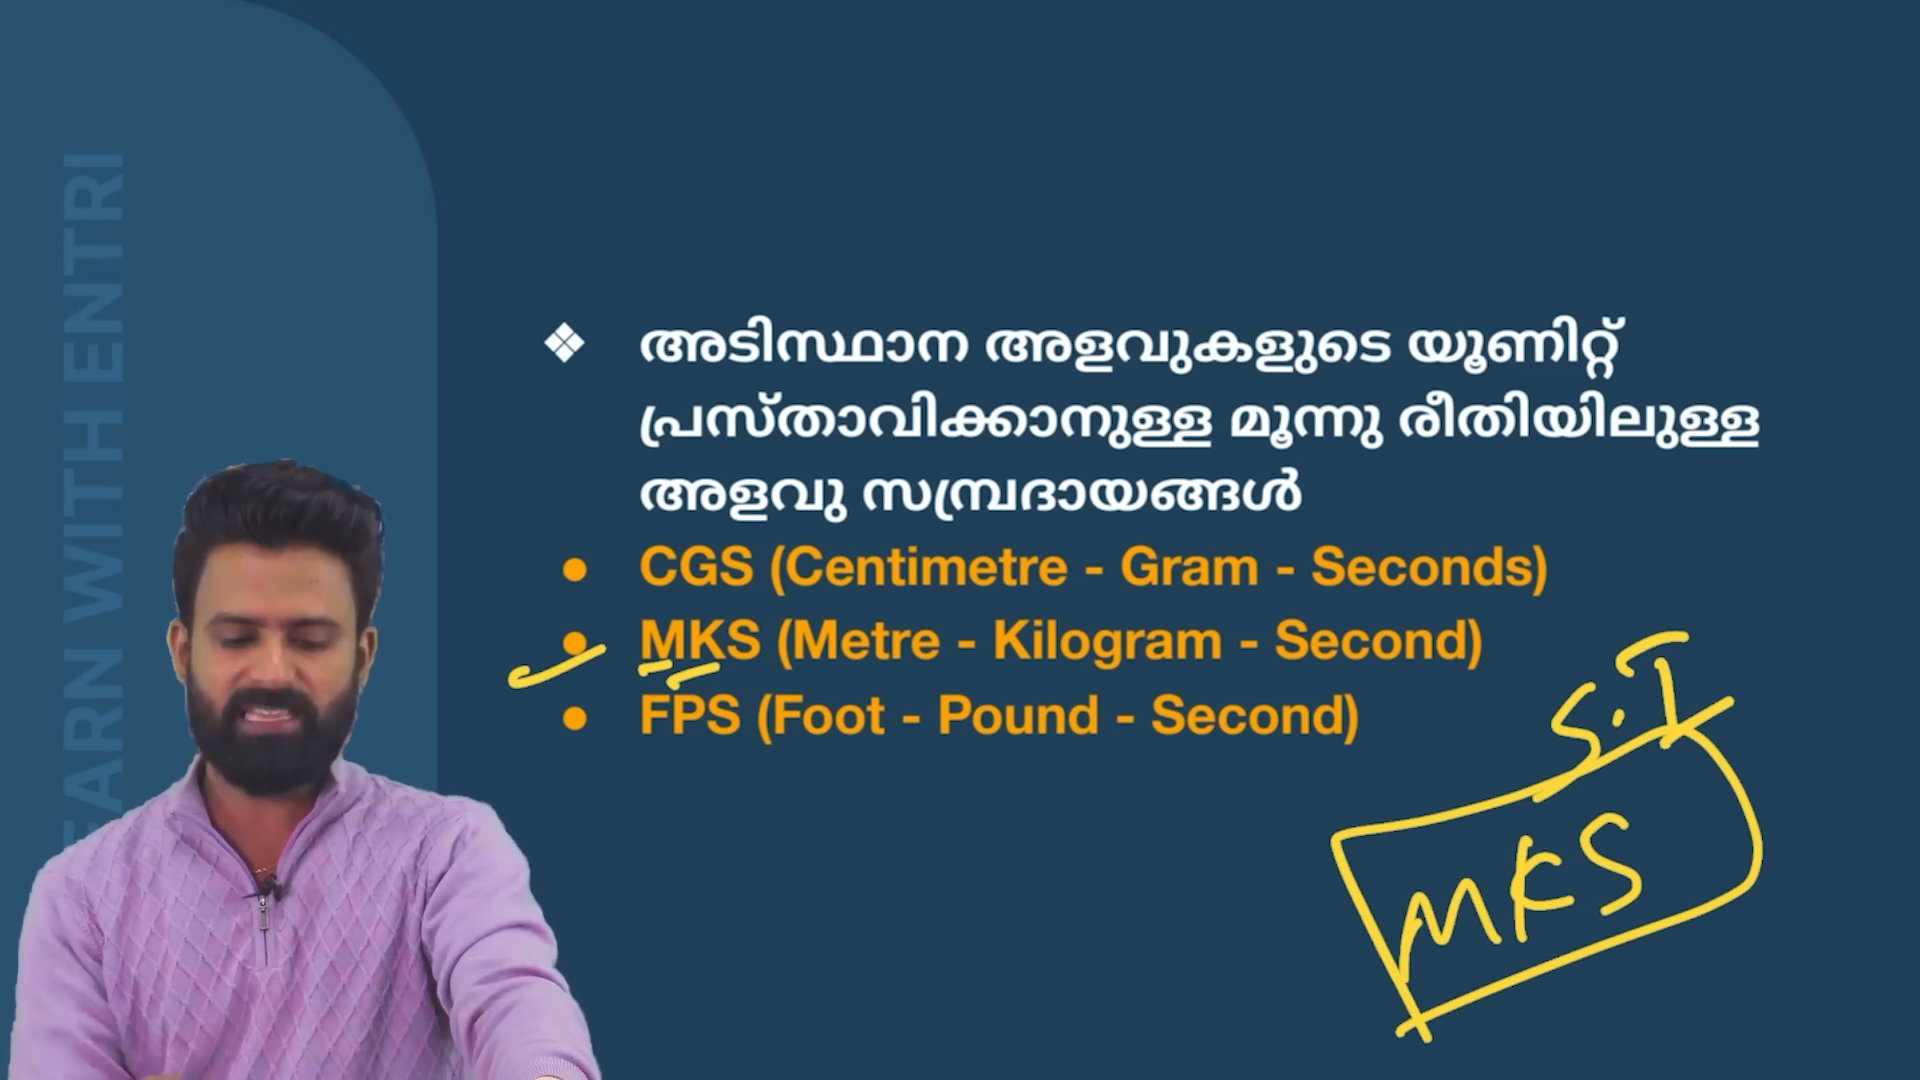 LEARN WITH ENTRI
❖ അടിസ്ഥാന അളവുകളുടെ യൂണിറ്റ്
പ്രസ്താവിക്കാനുള്ള മൂന്നു രീതിയിലുള്ള
അളവു സമ്പ്രദായങ്ങൾ
● CGS (Centimetre - Gram - Seconds)
● MKS (Metre - Kilogram - Second)
● FPS (Foot - Pound - Second)
S.I
MKS